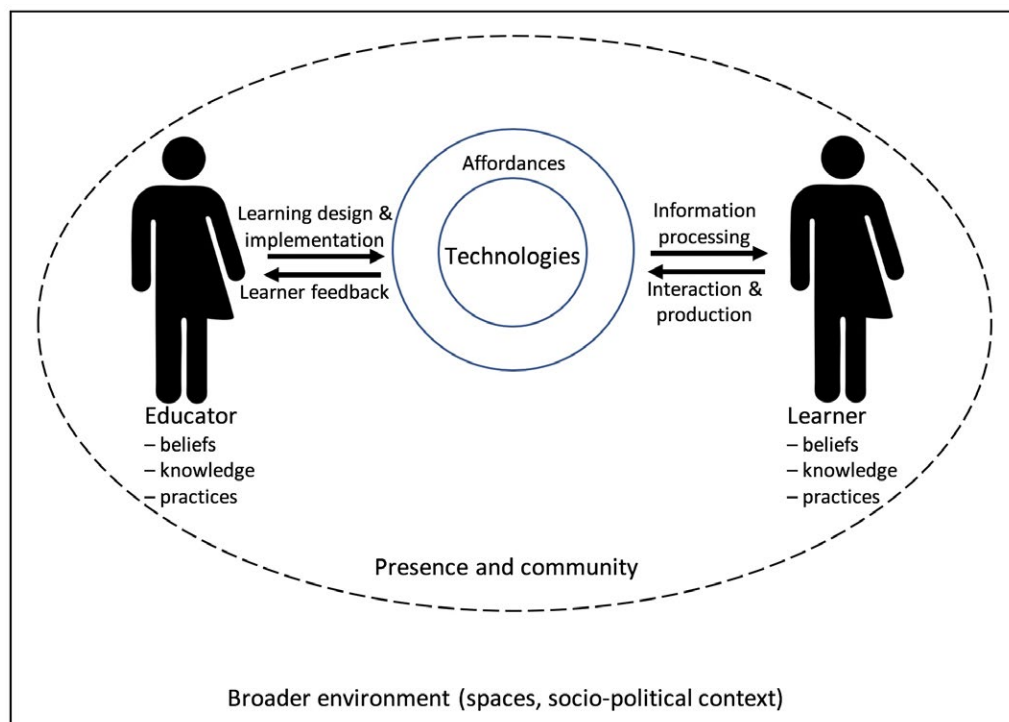 Affordances
Technologies
Learning design &
implementation
Learner feedback
Information
processing
Interaction &
production
Educator
– beliefs
– knowledge
– practices
Learner
– beliefs
– knowledge
– practices
Presence and community
Broader environment (spaces, socio-political context)